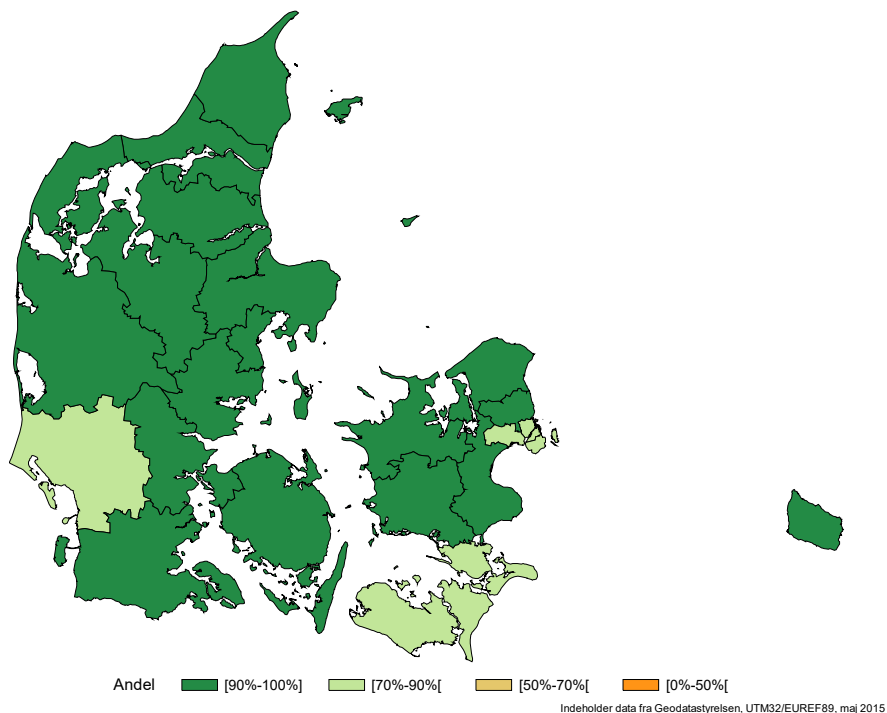 Andel [90%-100%] [70%-90%[ [50%-70%[ [0%-50%[
Indeholder data fra Geodatastyrelsen, UTM32/EUREF89, maj 2015